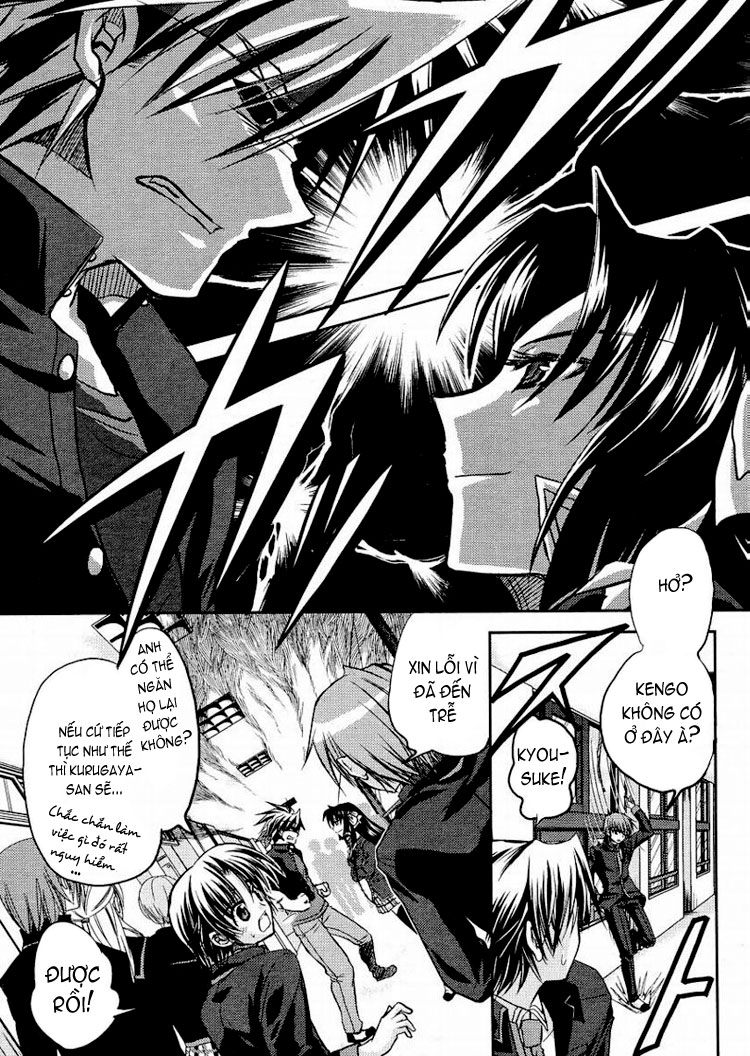 HỞ?
KENGO
KHÔNG CÓ
Ở ĐÂY À?
KYOU-
SUKE!
XIN LỖI VÌ
ĐÃ ĐẾN
TRỄ
ANH
CÓ THỂ
NGĂN
HỌ LẠI
ĐƯỢC
KHÔNG?
NẾU CỨ TIẾP
TỤC NHƯ THẾ
THÌ KURUGAYA-
SAN SẼ...
Chắc chắn làm
việc gì đó rất
nguy hiểm
...
ĐƯỢC
RỒI!